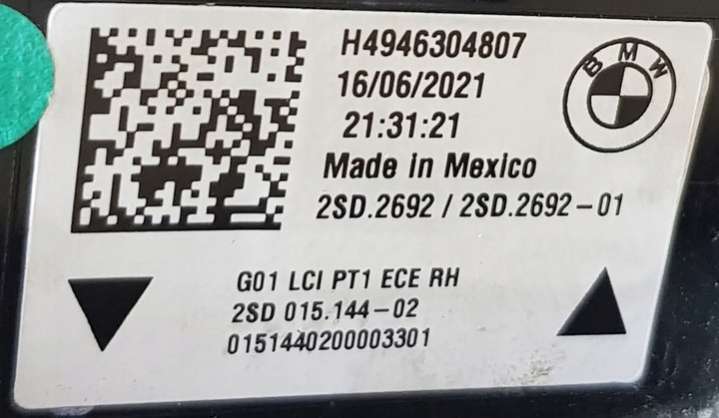 H4946304807
BMW
16/06/2021
21:31:21
Made in Mexico
2SD.2692 / 2SD.2692-01
G01 LCI PT1 ECE RH
2SD 015.144-02
0151440200003301